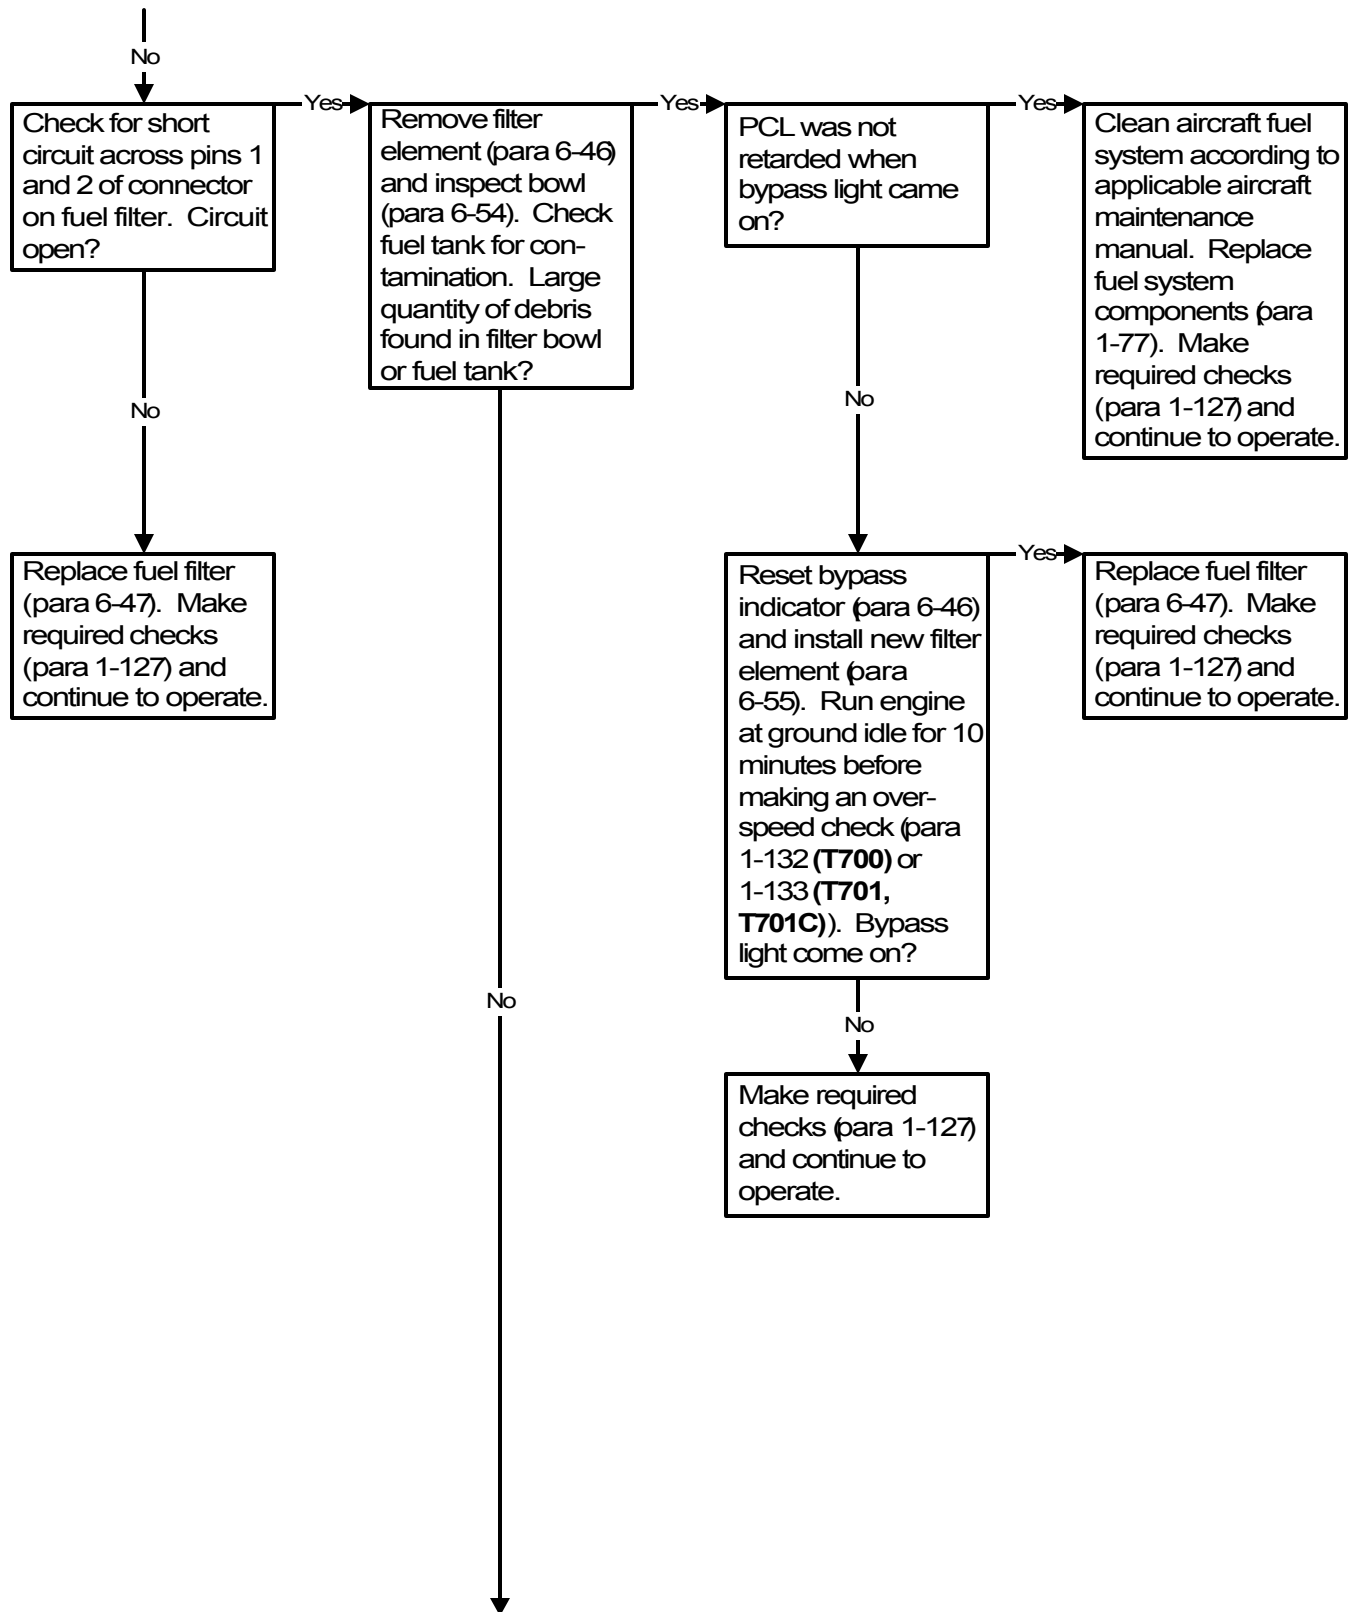 No
Check for short
circuit across pins 1
and 2 of connector
on fuel filter.  Circuit
open?
Yes
Remove filter
element (para 6-46)
and inspect bowl
(para 6-54).  Check
fuel tank for con-
tamination.  Large
quantity of debris
found in filter bowl
or fuel tank?
Yes
PCL was not
retarded when
bypass light came
on?
Yes
Clean aircraft fuel
system according to
applicable aircraft
maintenance
manual.  Replace
fuel system
components (para
1-77).  Make
required checks
(para 1-127) and
continue to operate.
No
No
Replace fuel filter
(para 6-47).  Make
required checks
(para 1-127) and
continue to operate.
Reset bypass
indicator (para 6-46)
and install new filter
element (para
6-55).  Run engine
at ground idle for 10
minutes before
making an over-
speed check (para
1-132 (T700) or
1-133 (T701,
T701C)).  Bypass
light come on?
Yes
Replace fuel filter
(para 6-47).  Make
required checks
(para 1-127) and
continue to operate.
No
No
Make required
checks (para 1-127)
and continue to
operate.